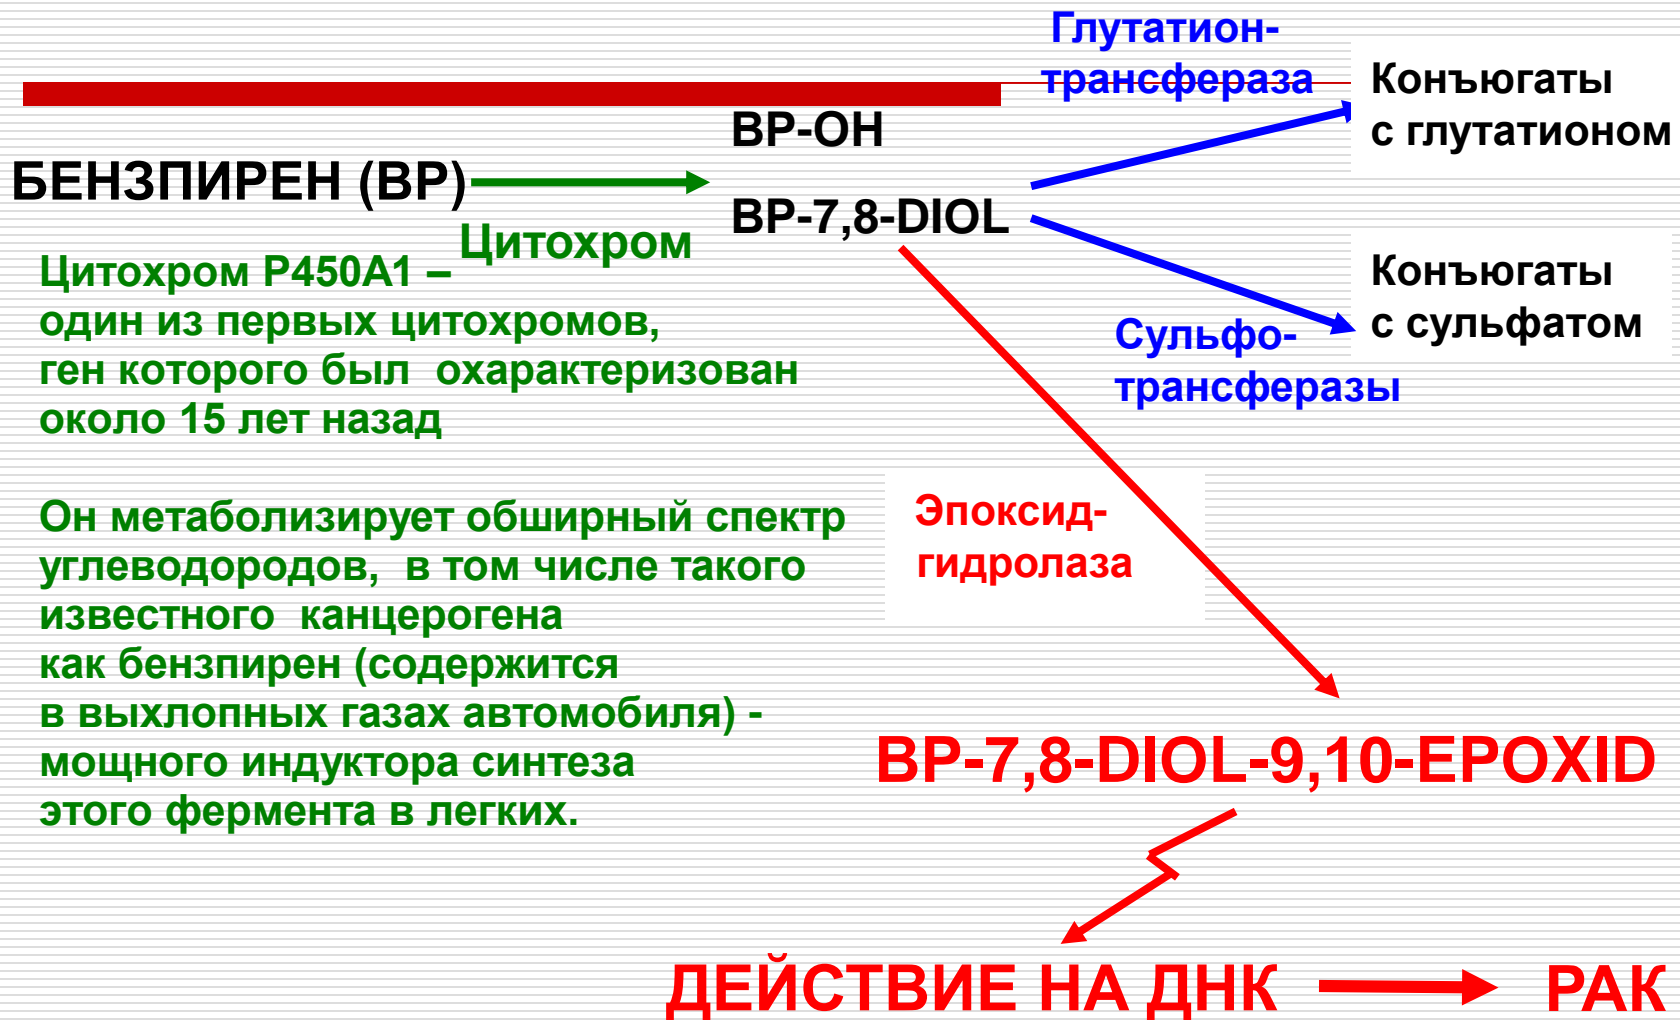 Глутатион-
трансфераза
Конъюгаты
с глутатионом
BP-OH
БЕНЗПИРЕН (BP)
BP-7,8-DIOL
Цитохром
Цитохром P450A1 –
один из первых цитохромов,
ген которого был охарактеризован
около 15 лет назад
Конъюгаты
с сульфатом
Сульфо-
трансферазы
Он метаболизирует обширный спектр
углеводородов, в том числе такого
известного канцерогена
как бензпирен (содержится
в выхлопных газах автомобиля) -
мощного индуктора синтеза
этого фермента в легких.
Эпоксид-
гидролаза
BP-7,8-DIOL-9,10-EPOXID
ДЕЙСТВИЕ НА ДНК
РАК